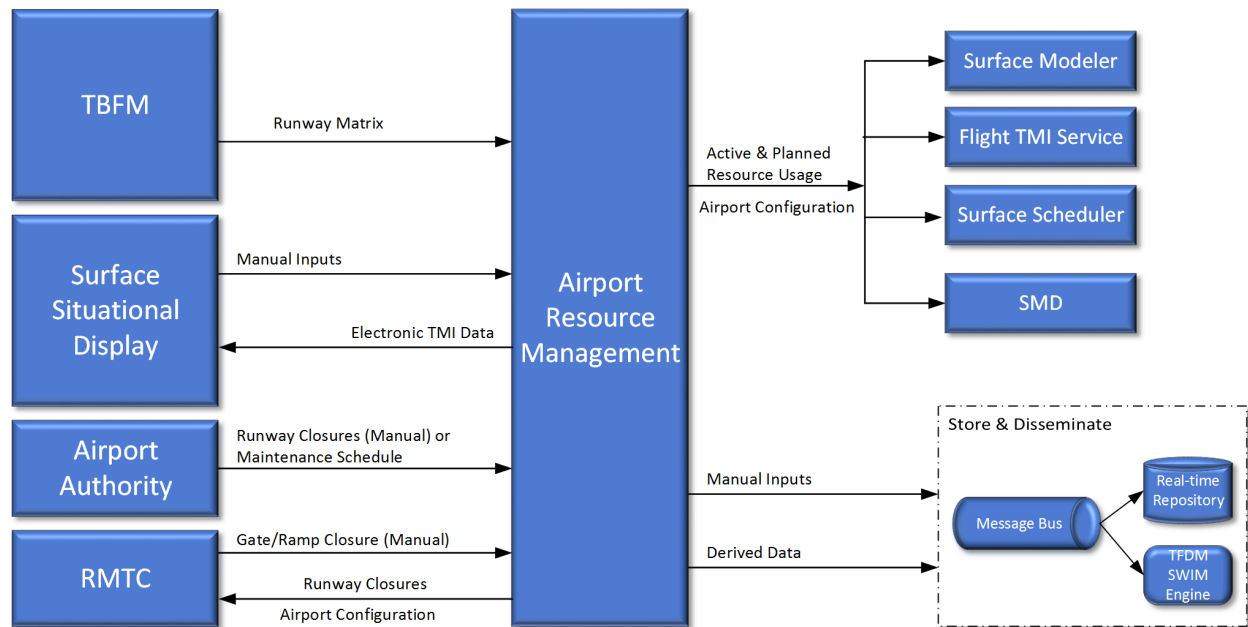 TBFM
Runway Matrix
Surface
Situational
Display
Manual Inputs
Electronic TMI Data
Airport
Authority
Runway Closures (Manual) or
Maintenance Schedule
RMTC
Gate/Ramp Closure (Manual)
Runway Closures
Airport Configuration
Airport
Resource
Management
Active & Planned
Resource Usage
Airport Configuration
Surface Modeler
Flight TMI Service
Surface Scheduler
SMD
Manual Inputs
Derived Data
Store & Disseminate
Message Bus
Real-time
Repository
TFDM
SWIM
Engine